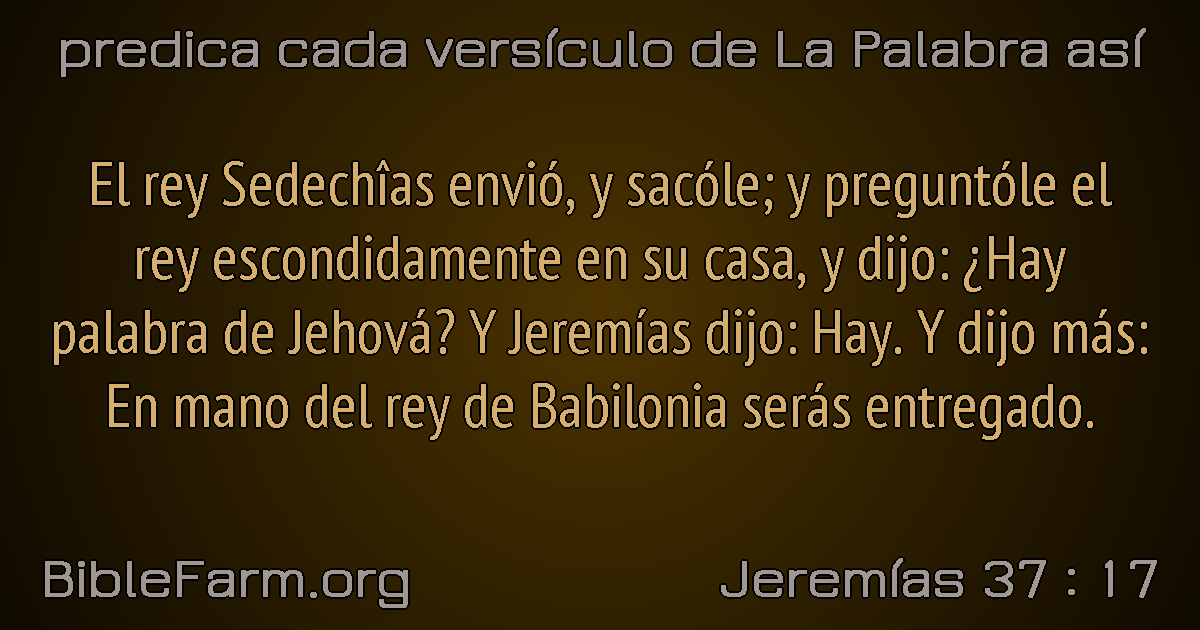 predica cada versículo de La Palabra así
El rey Sedechîas envió, y sacóle; y preguntóle el
rey escondidamente en su casa, y dijo: ¿Hay
palabra de Jehová? Y Jeremías dijo: Hay. Y dijo más:
En mano del rey de Babilonia serás entregado.
BibleFarm.org
Jeremías 37 : 17